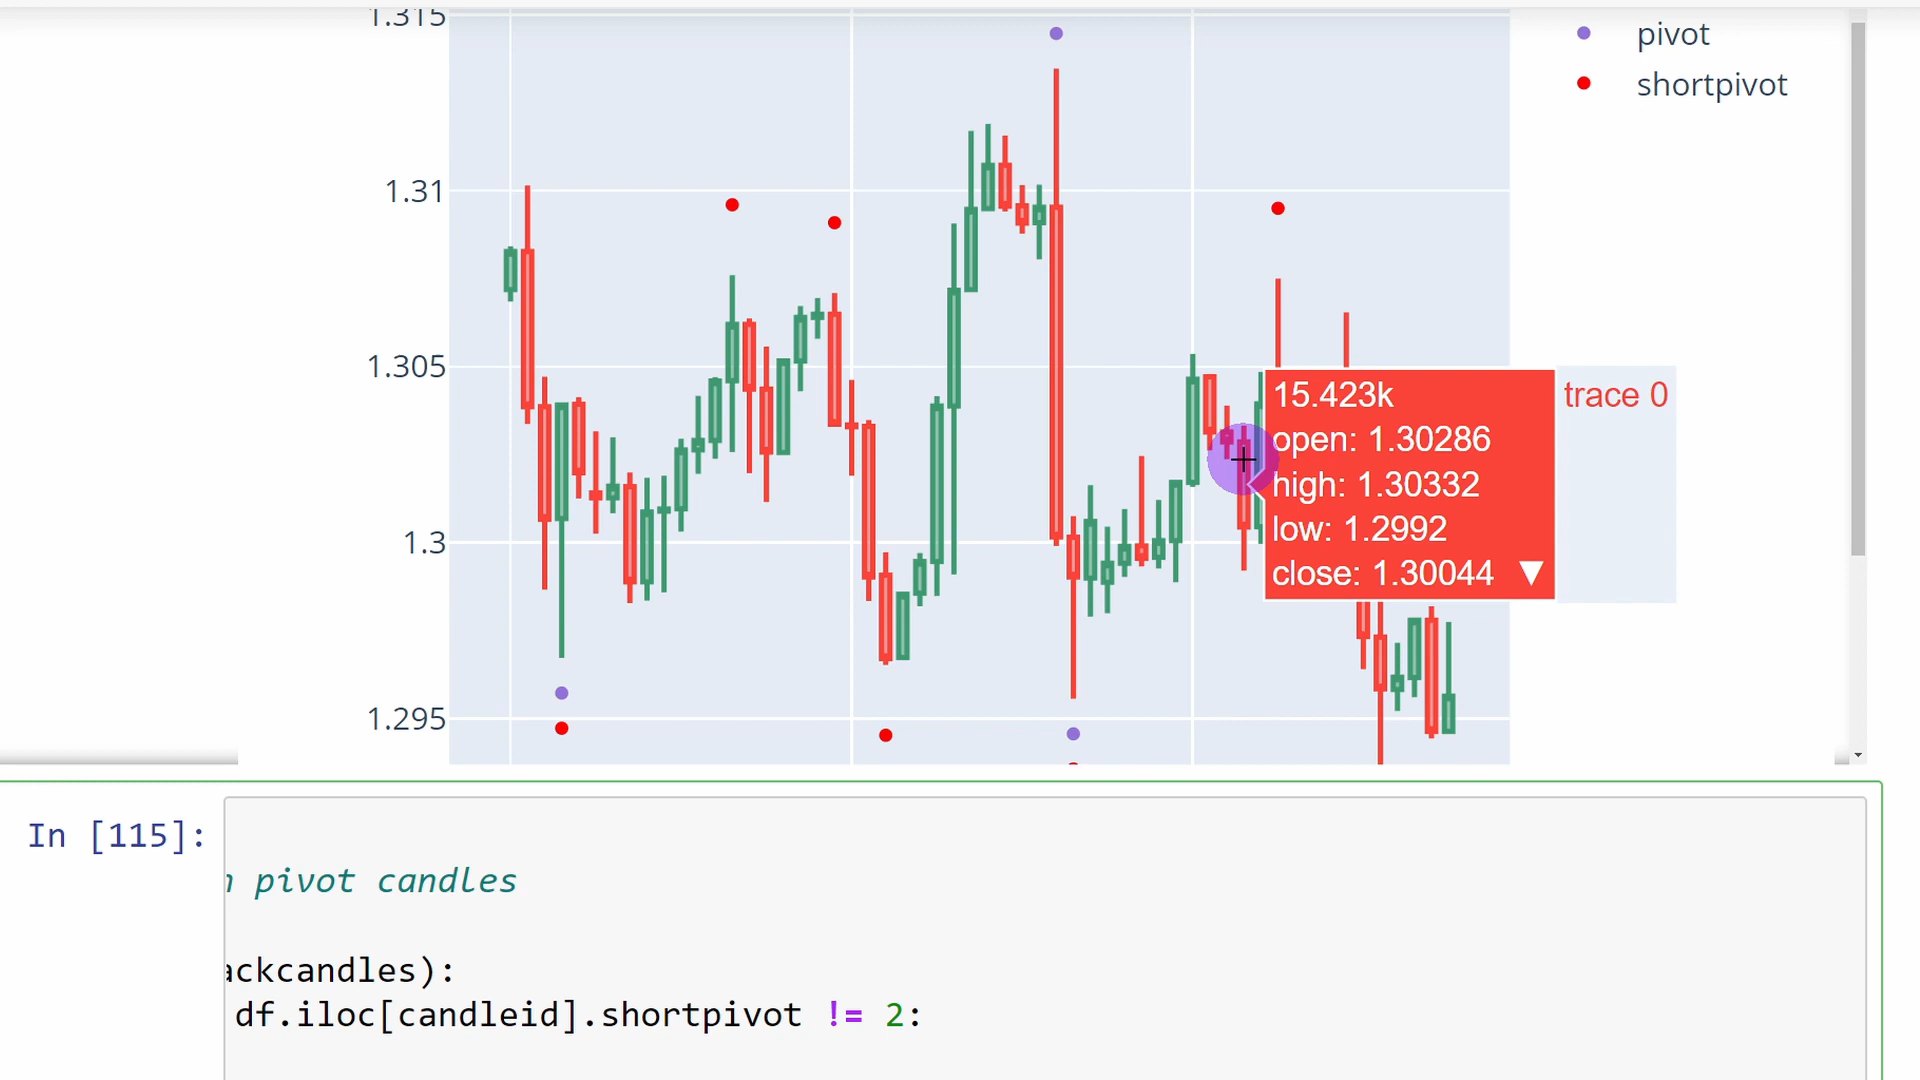 1.315
pivot
shortpivot
1.31
1.305
1.3
1.295
15.423k
open: 1.30286
high: 1.30332
low: 1.2992
close: 1.30044 ▼
trace 0
In [115]:
pivot candles
ackcandles):
df.iloc[candleid].shortpivot != 2: